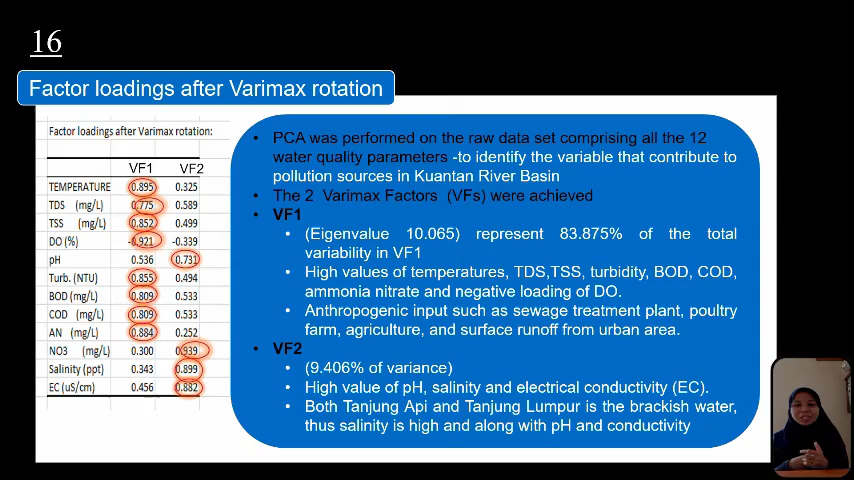 16
Factor loadings after Varimax rotation
Factor loadings after Varimax rotation:
VF1 VF2
TEMPERATURE 0.895 0.325
TDS (mg/L) 0.775 0.589
TSS (mg/L) 0.852 0.499
DO (%) -0.921 -0.339
pH 0.536 0.731
Turb. (NTU) 0.855 0.494
BOD (mg/L) 0.809 0.533
COD (mg/L) 0.809 0.533
AN (mg/L) 0.884 0.252
NO3 (mg/L) 0.300 0.939
Salinity (ppt) 0.343 0.899
EC (uS/cm) 0.456 0.882
• PCA was performed on the raw data set comprising all the 12
water quality parameters -to identify the variable that contribute to
pollution sources in Kuantan River Basin
• The 2 Varimax Factors (VFs) were achieved
• VF1
• (Eigenvalue 10.065) represent 83.875% of the total
variability in VF1
• High values of temperatures, TDS,TSS, turbidity, BOD, COD,
ammonia nitrate and negative loading of DO.
• Anthropogenic input such as sewage treatment plant, poultry
farm, agriculture, and surface runoff from urban area.
• VF2
• (9.406% of variance)
• High value of pH, salinity and electrical conductivity (EC).
• Both Tanjung Api and Tanjung Lumpur is the brackish water,
thus salinity is high and along with pH and conductivity